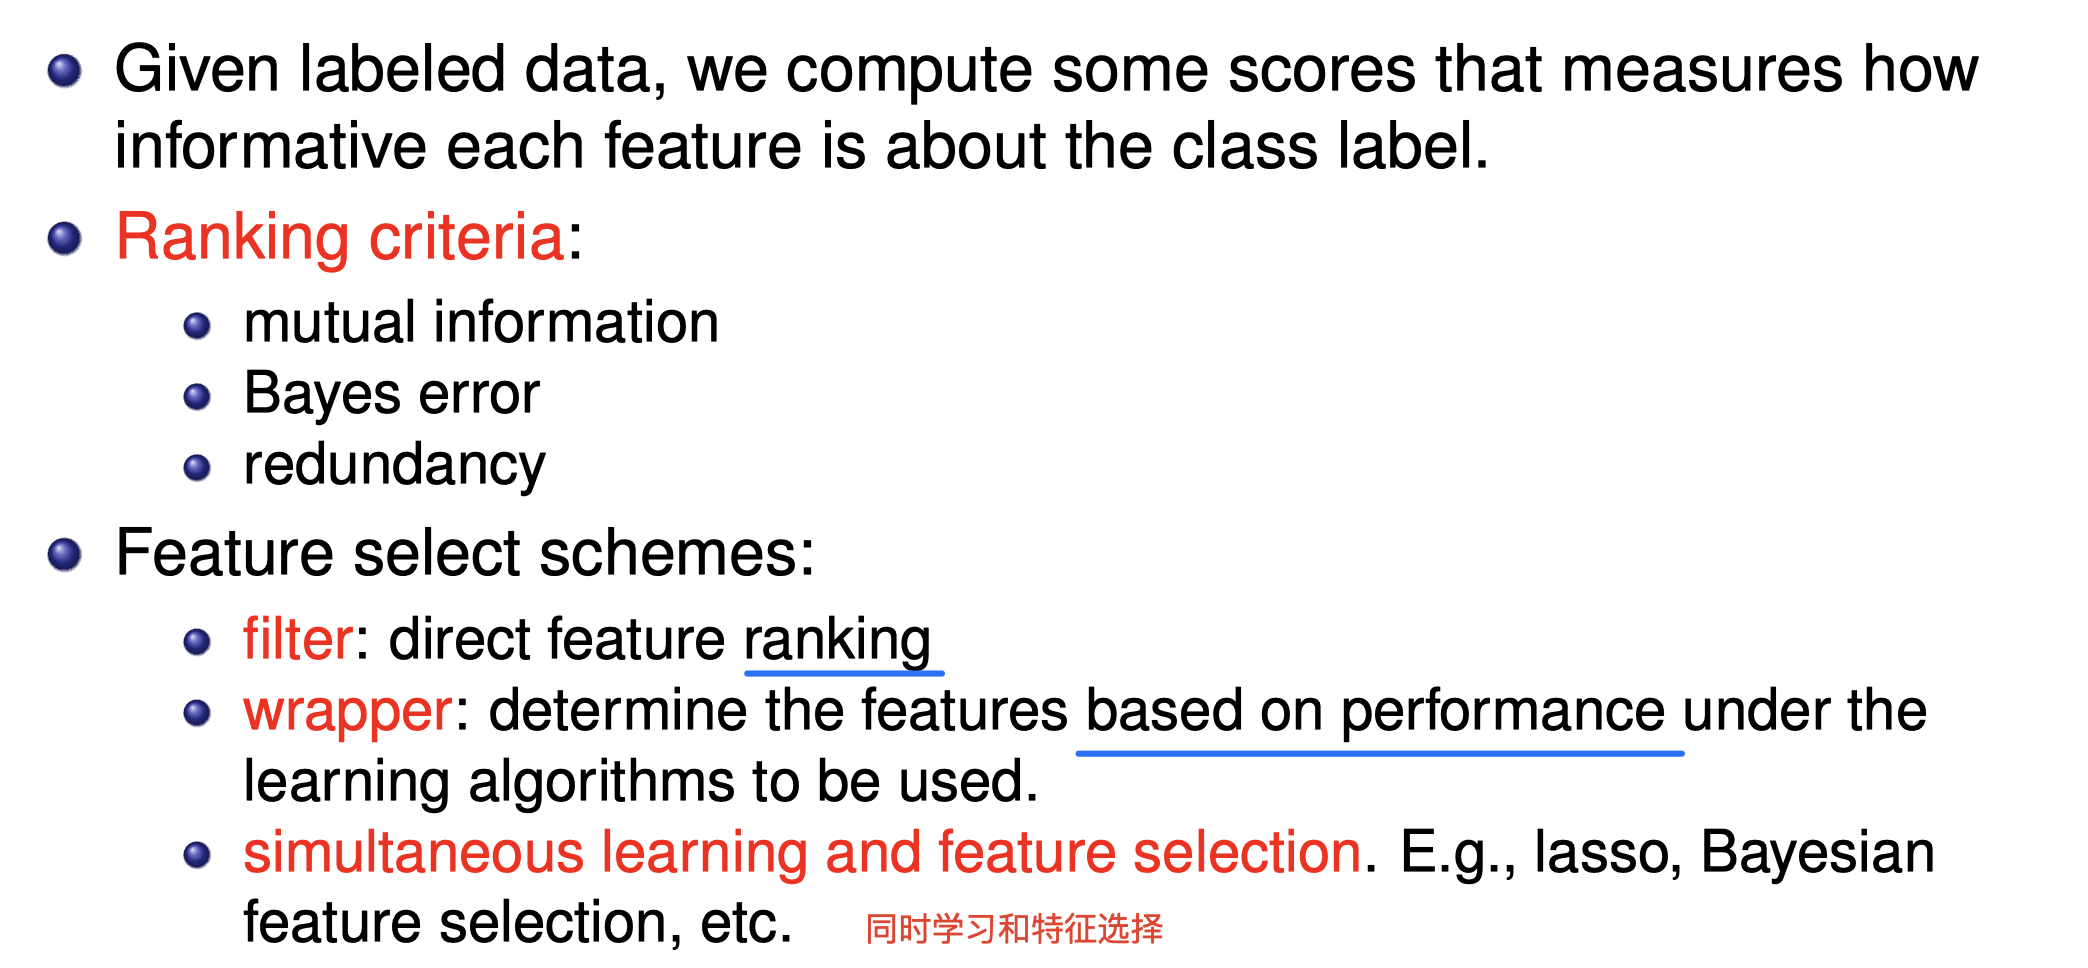 Given labeled data, we compute some scores that measures how
informative each feature is about the class label.
Ranking criteria:
mutual information
Bayes error
redundancy
Feature select schemes:
filter: direct feature ranking
wrapper: determine the features based on performance under the
learning algorithms to be used.
simultaneous learning and feature selection. E.g., lasso, Bayesian
feature selection, etc. 同时学习和特征选择